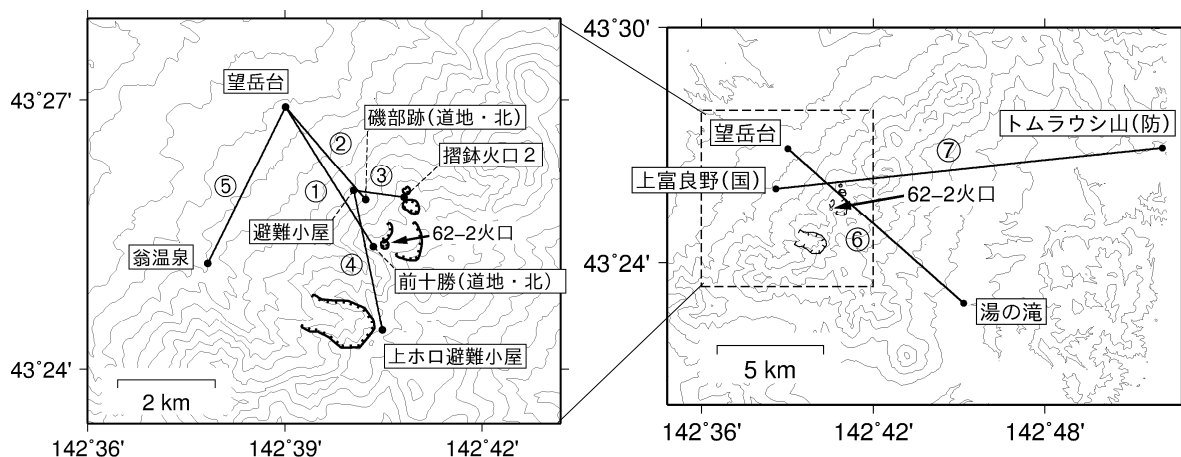 望岳台
43°27'
磯部跡(道地・北)
②
摺鉢火口2
③
⑤
①
避難小屋
62–2火口
翁温泉
④
前十勝(道地・北)
上ホロ避難小屋
43°24'
2 km
142°36'
142°39'
142°42'
43°30'
望岳台
トムラウシ山(防)
⑦
上富良野(国)
62–2火口
⑥
43°24'
湯の滝
5 km
142°36'
142°42'
142°48'